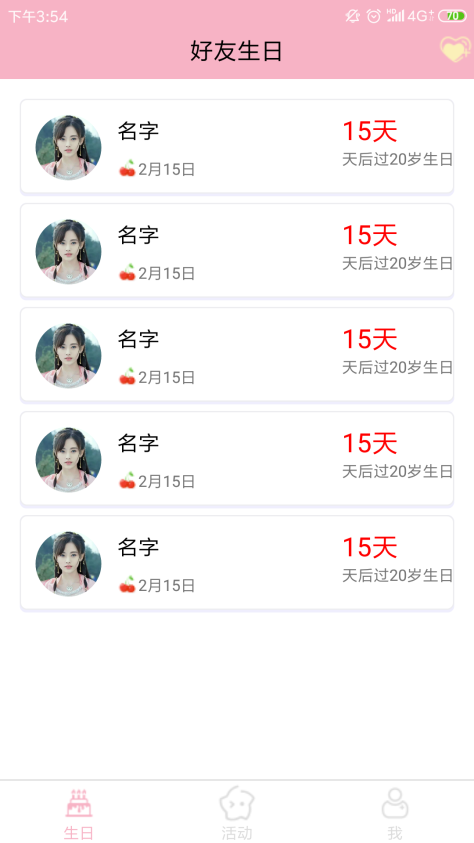 下午3:54
HD 4G+ 70
好友生日
名字
15天
2月15日
天后过20岁生日
名字
15天
2月15日
天后过20岁生日
名字
15天
2月15日
天后过20岁生日
名字
15天
2月15日
天后过20岁生日
名字
15天
2月15日
天后过20岁生日
生日
活动
我